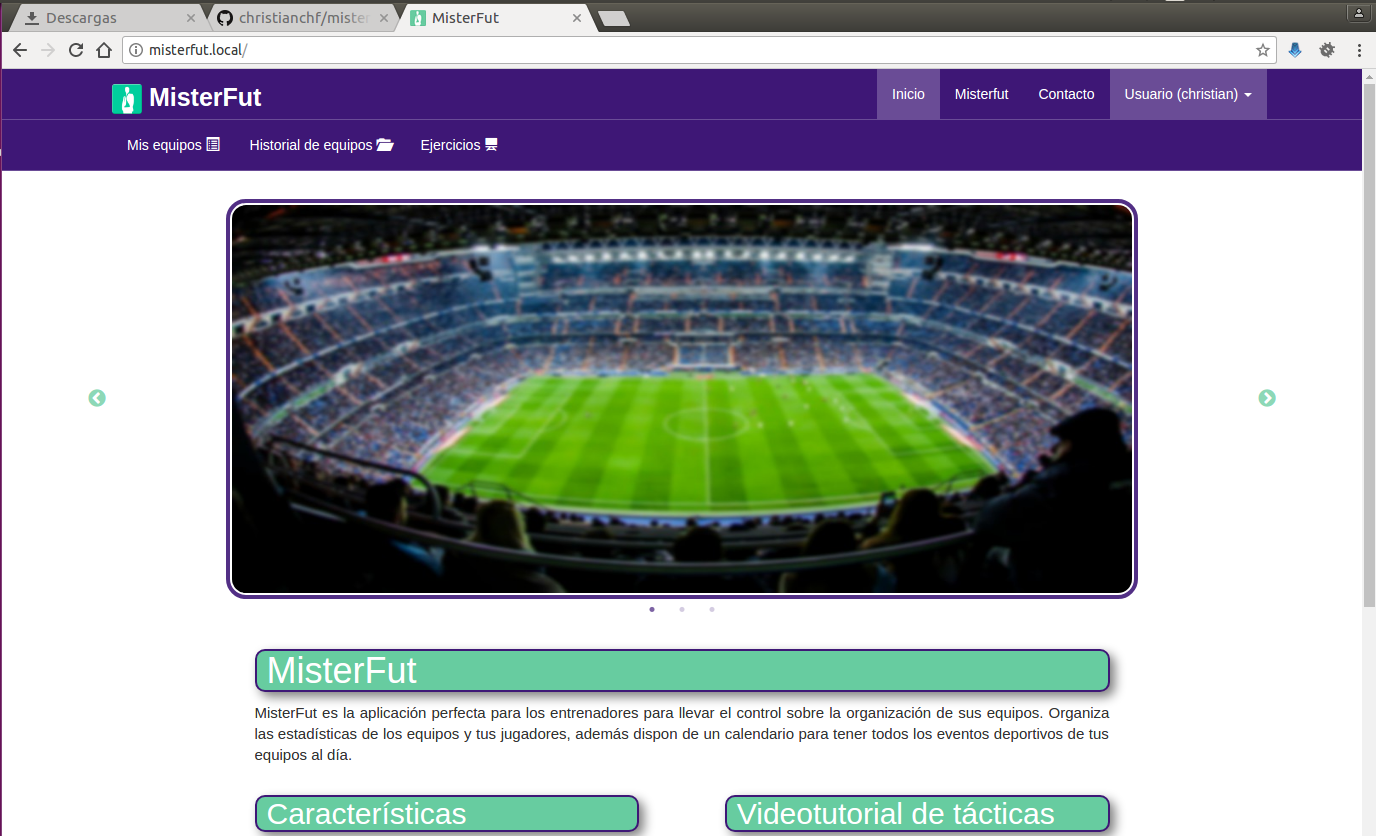 Descargas
christianchf/mister
MisterFut
misterfut.local/
MisterFut
Inicio
Misterfut
Contacto
Usuario (christian)
Mis equipos
Historial de equipos
Ejercicios
MisterFut
MisterFut es la aplicación perfecta para los entrenadores para llevar el control sobre la organización de sus equipos. Organiza
las estadísticas de los equipos y tus jugadores, además dispon de un calendario para tener todos los eventos deportivos de tus
equipos al día.
Características
Videotutorial de tácticas